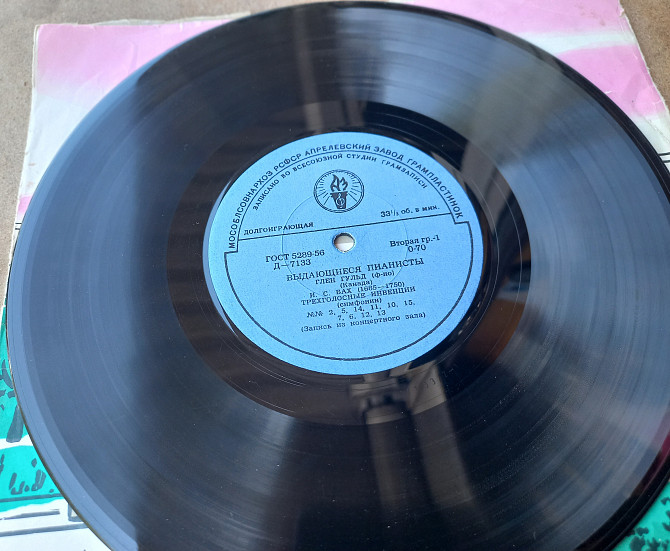 МОСОБЛСОВНАРХОЗ РСФСР АПРЕЛЕВСКИЙ ЗАВОД ГРАМПЛАСТИНОК
ЗАПИСАНО ВО ВСЕСОЮЗНОЙ СТУДИИ ГРАМЗАПИСИ
ДОЛГОИГРАЮЩАЯ 33⅓ об. в мин.
ГОСТ 5289-56 Вторая гр.-1
Д—7133 0-70
ВЫДАЮЩИЕСЯ ПИАНИСТЫ
ГЛЕН ГУЛЬД (ф-но)
(Канада)
И. С. БАХ (1685—1750)
ТРЕХГОЛОСНЫЕ ИНВЕНЦИИ
(симфонии)
№№ 2, 5, 14, 11, 10, 15,
7, 6, 12, 13
(Запись из концертного зала)